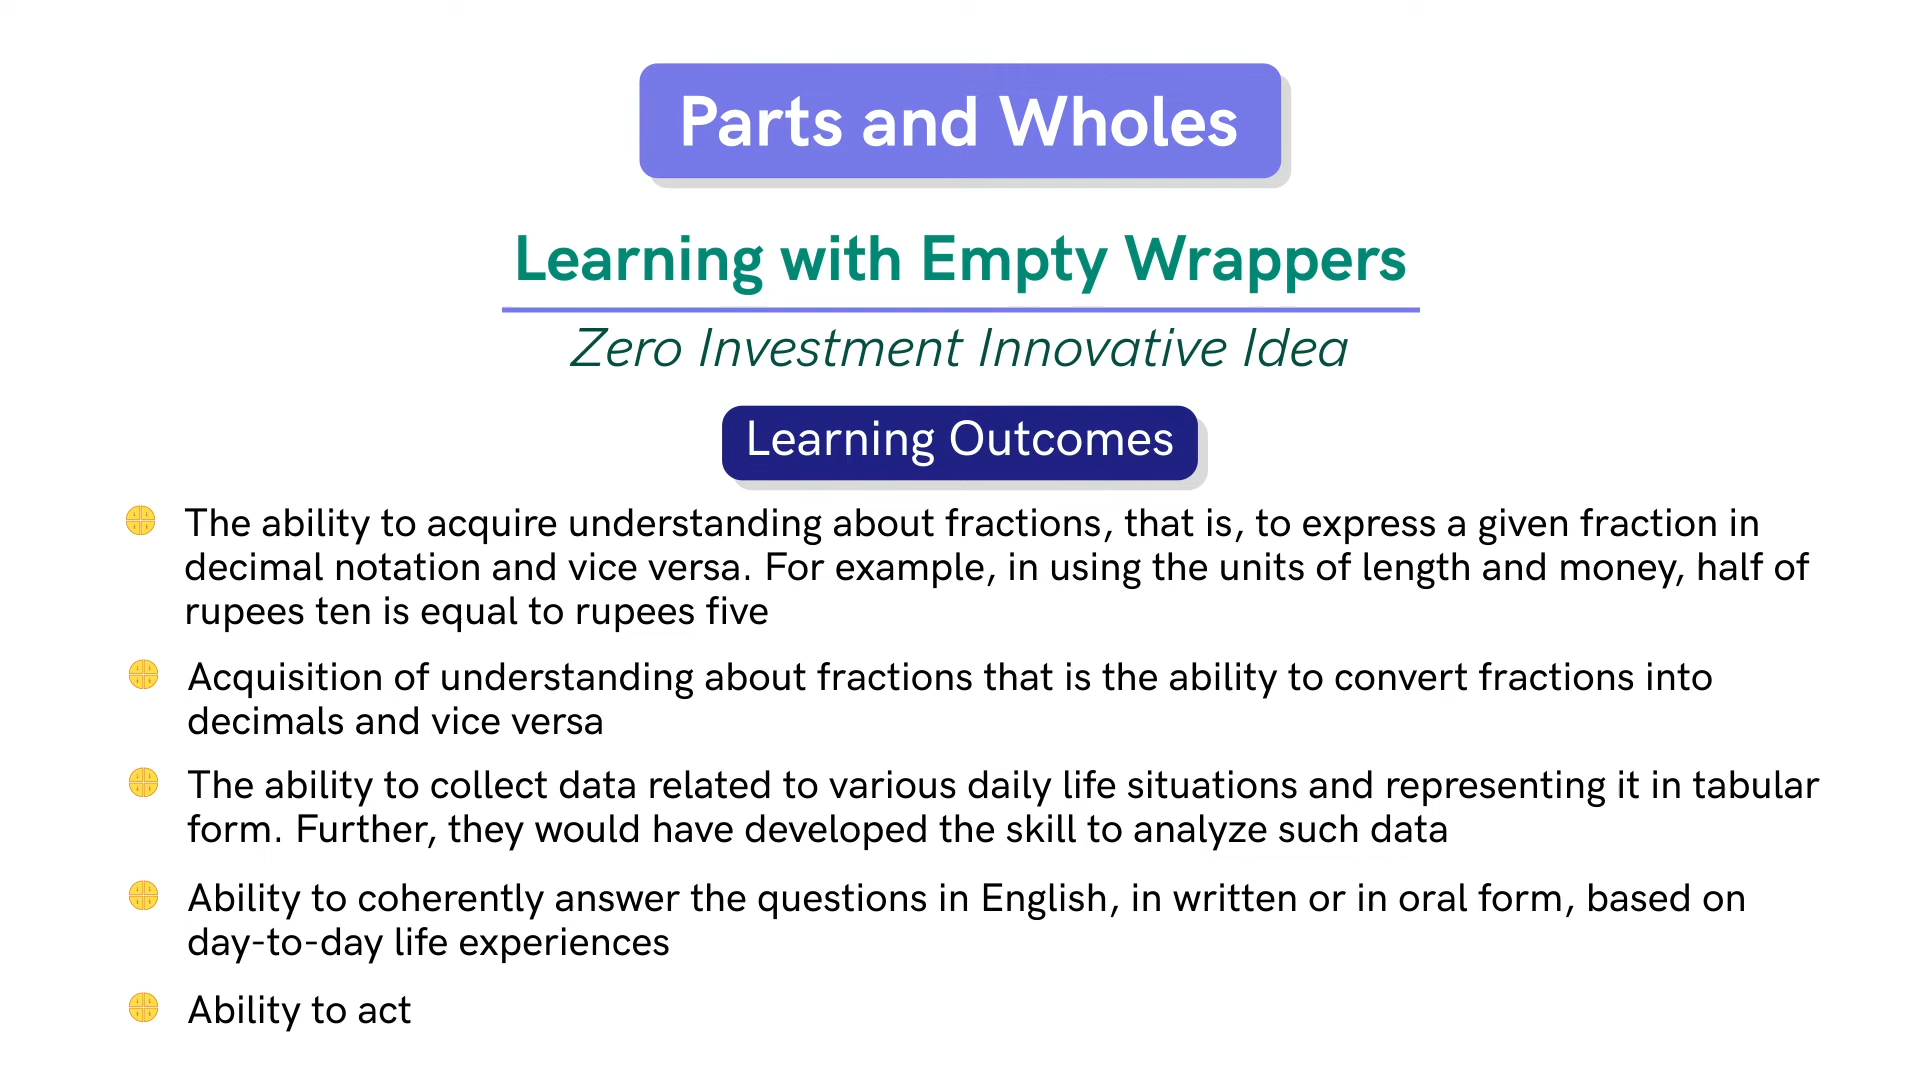 Parts and Wholes
Learning with Empty Wrappers
Zero Investment Innovative Idea
Learning Outcomes
The ability to acquire understanding about fractions, that is, to express a given fraction in
decimal notation and vice versa. For example, in using the units of length and money, half of
rupees ten is equal to rupees five
Acquisition of understanding about fractions that is the ability to convert fractions into
decimals and vice versa
The ability to collect data related to various daily life situations and representing it in tabular
form. Further, they would have developed the skill to analyze such data
Ability to coherently answer the questions in English, in written or in oral form, based on
day-to-day life experiences
Ability to act